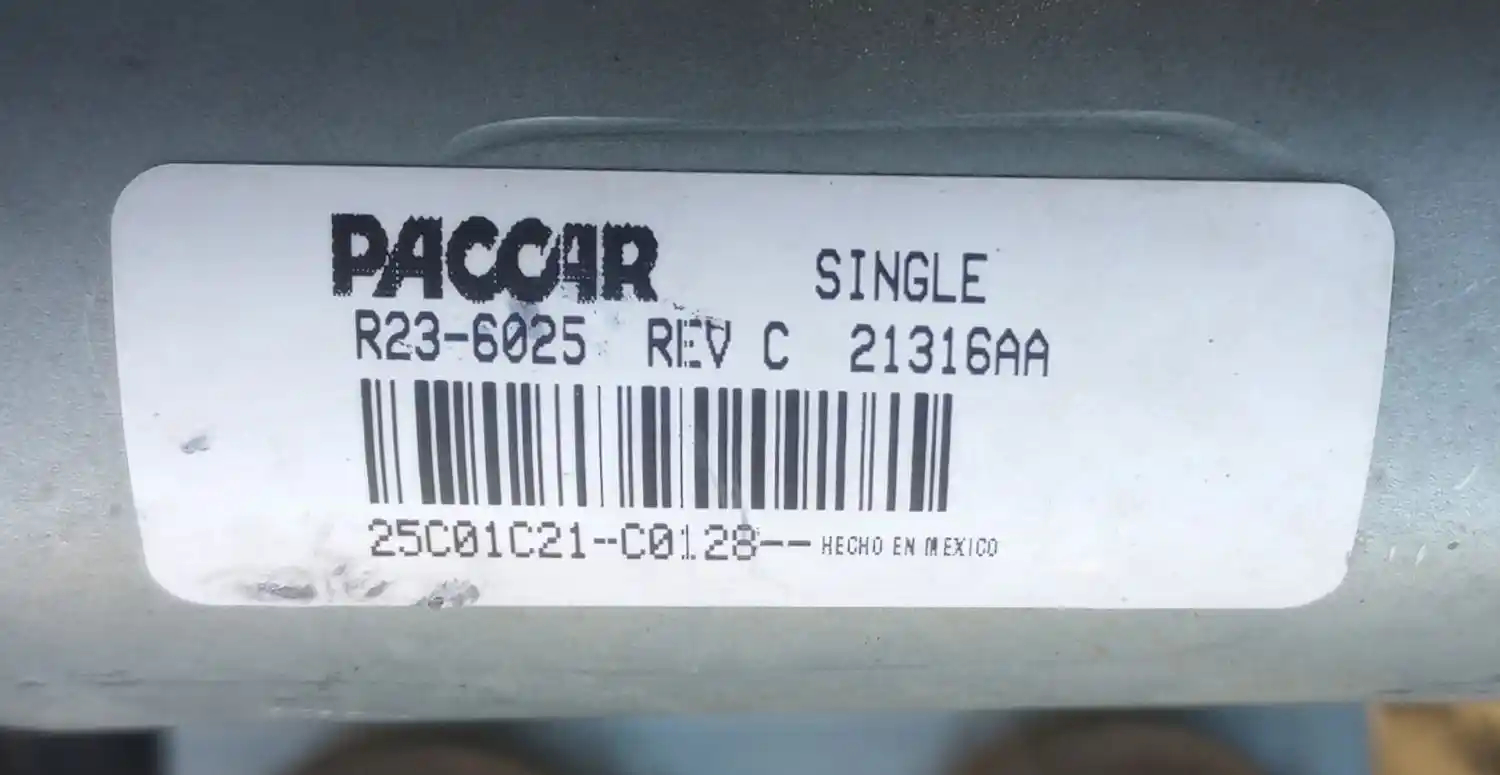 PACCAR SINGLE
R23-6025 REV C 21316AA
25C01C21--C0128-- HECHO EN MEXICO